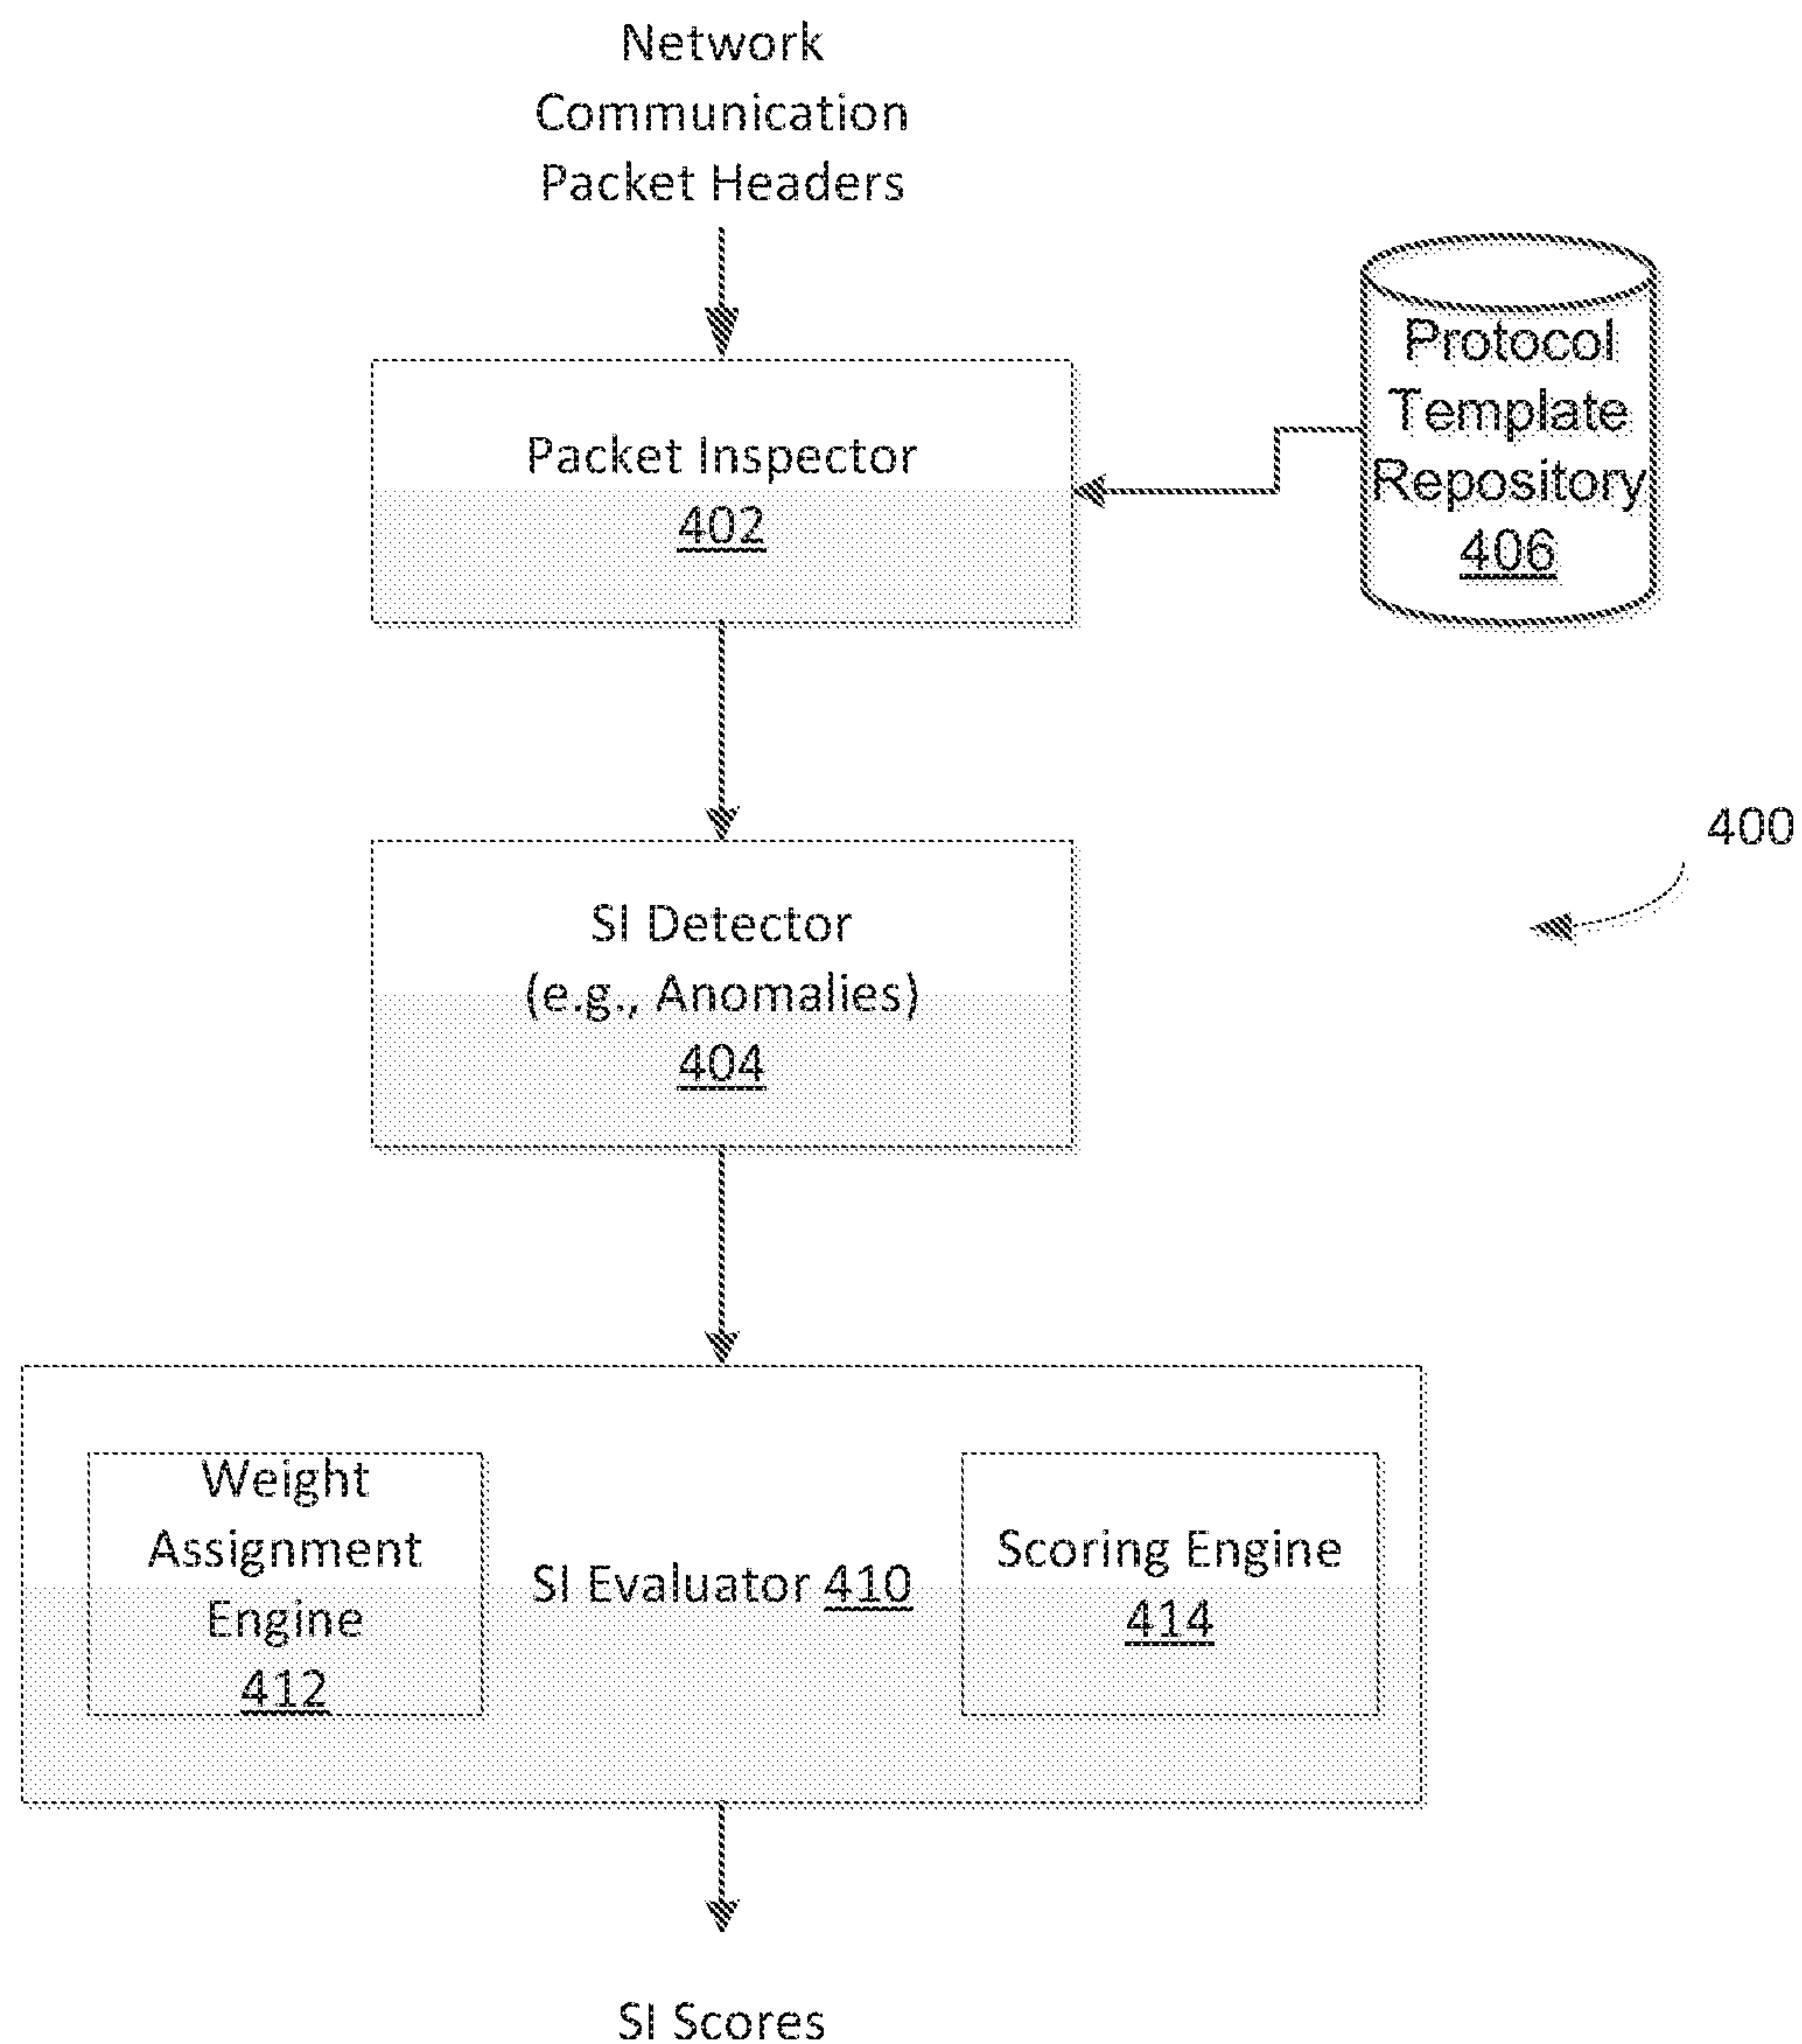 Network
Communication
Packet Headers
Packet Inspector
402
Protocol
Template
Repository
406
400
SI Detector
(e.g., Anomalies)
404
Weight
Assignment
Engine
412
SI Evaluator 410
Scoring Engine
414
SI Scores